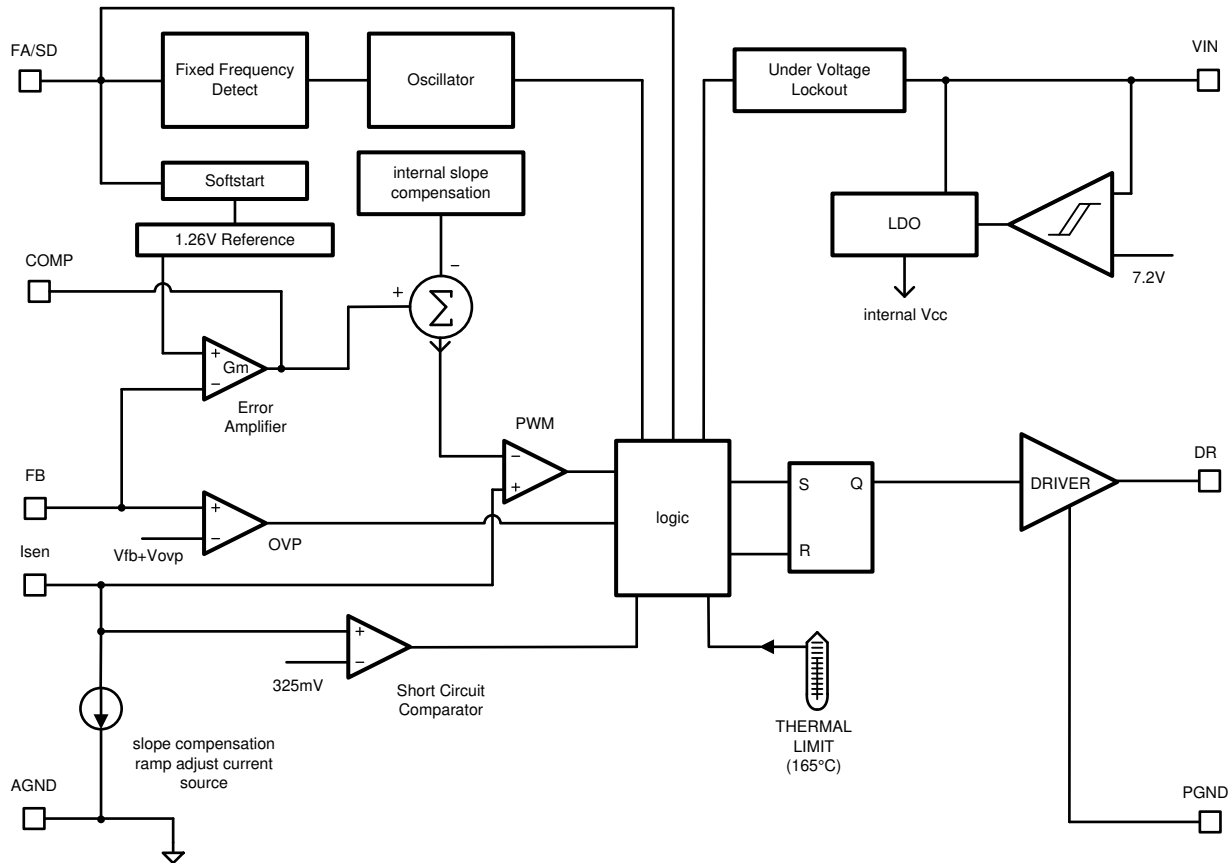 FA/SD
Fixed Frequency
Detect
Oscillator
Under Voltage
Lockout
VIN
Softstart
internal slope
compensation
1.26V Reference
LDO
COMP
7.2V
internal Vcc
–
+
Σ
+
Gm
–
Error
Amplifier
PWM
–
+
FB
+
–
Vfb+Vovp
OVP
logic
S
Q
R
DRIVER
DR
Isen
+
–
325mV
Short Circuit
Comparator
THERMAL
LIMIT
(165°C)
slope compensation
ramp adjust current
source
AGND
PGND